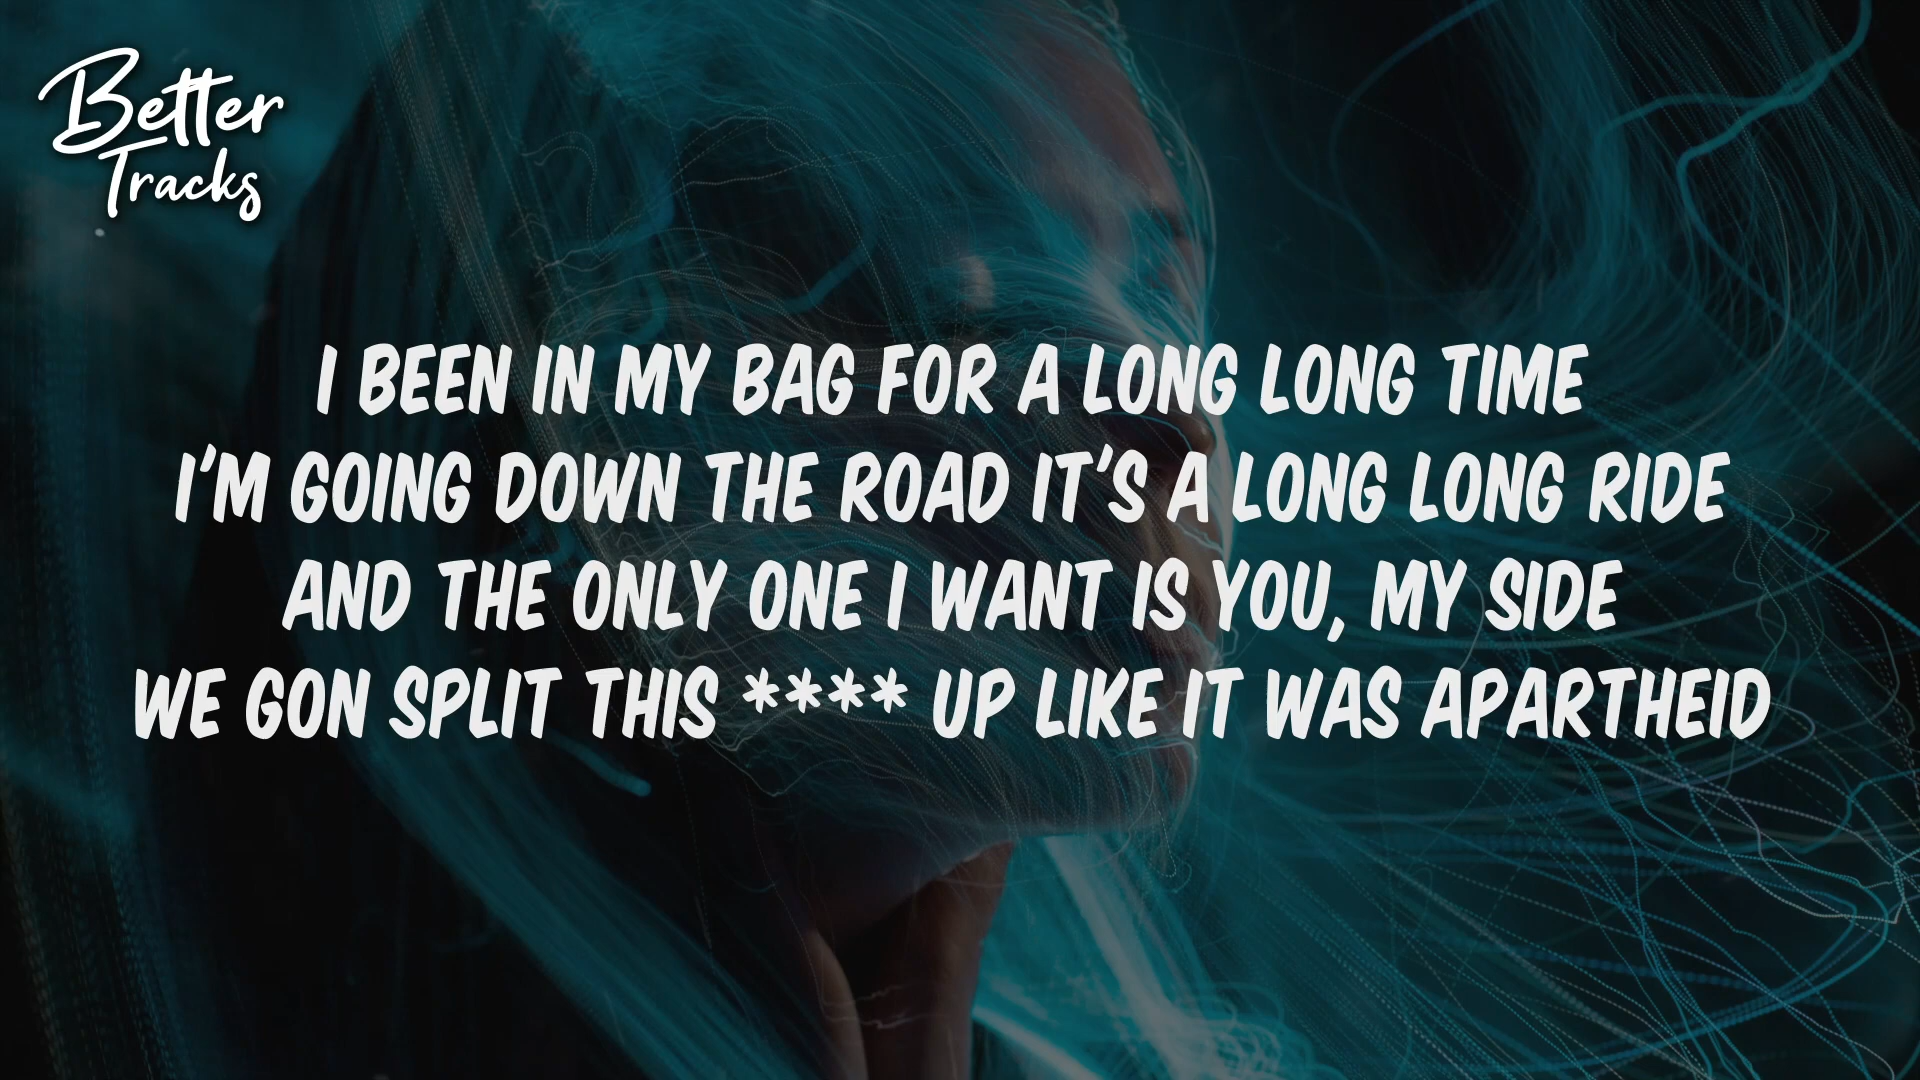 Better
Tracks
I BEEN IN MY BAG FOR A LONG LONG TIME
I'M GOING DOWN THE ROAD IT'S A LONG LONG RIDE
AND THE ONLY ONE I WANT IS YOU, MY SIDE
WE GON SPLIT THIS **** UP LIKE IT WAS APARTHEID